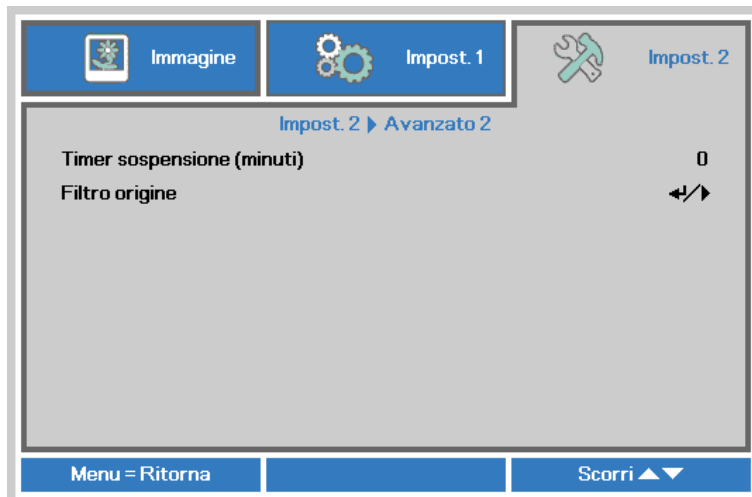 Immagine
Impost. 1
Impost. 2
Impost. 2 ▶ Avanzato 2
Timer sospensione (minuti) 0
Filtro origine ↵/▶
Menu = Ritorna
Scorri ▲▼